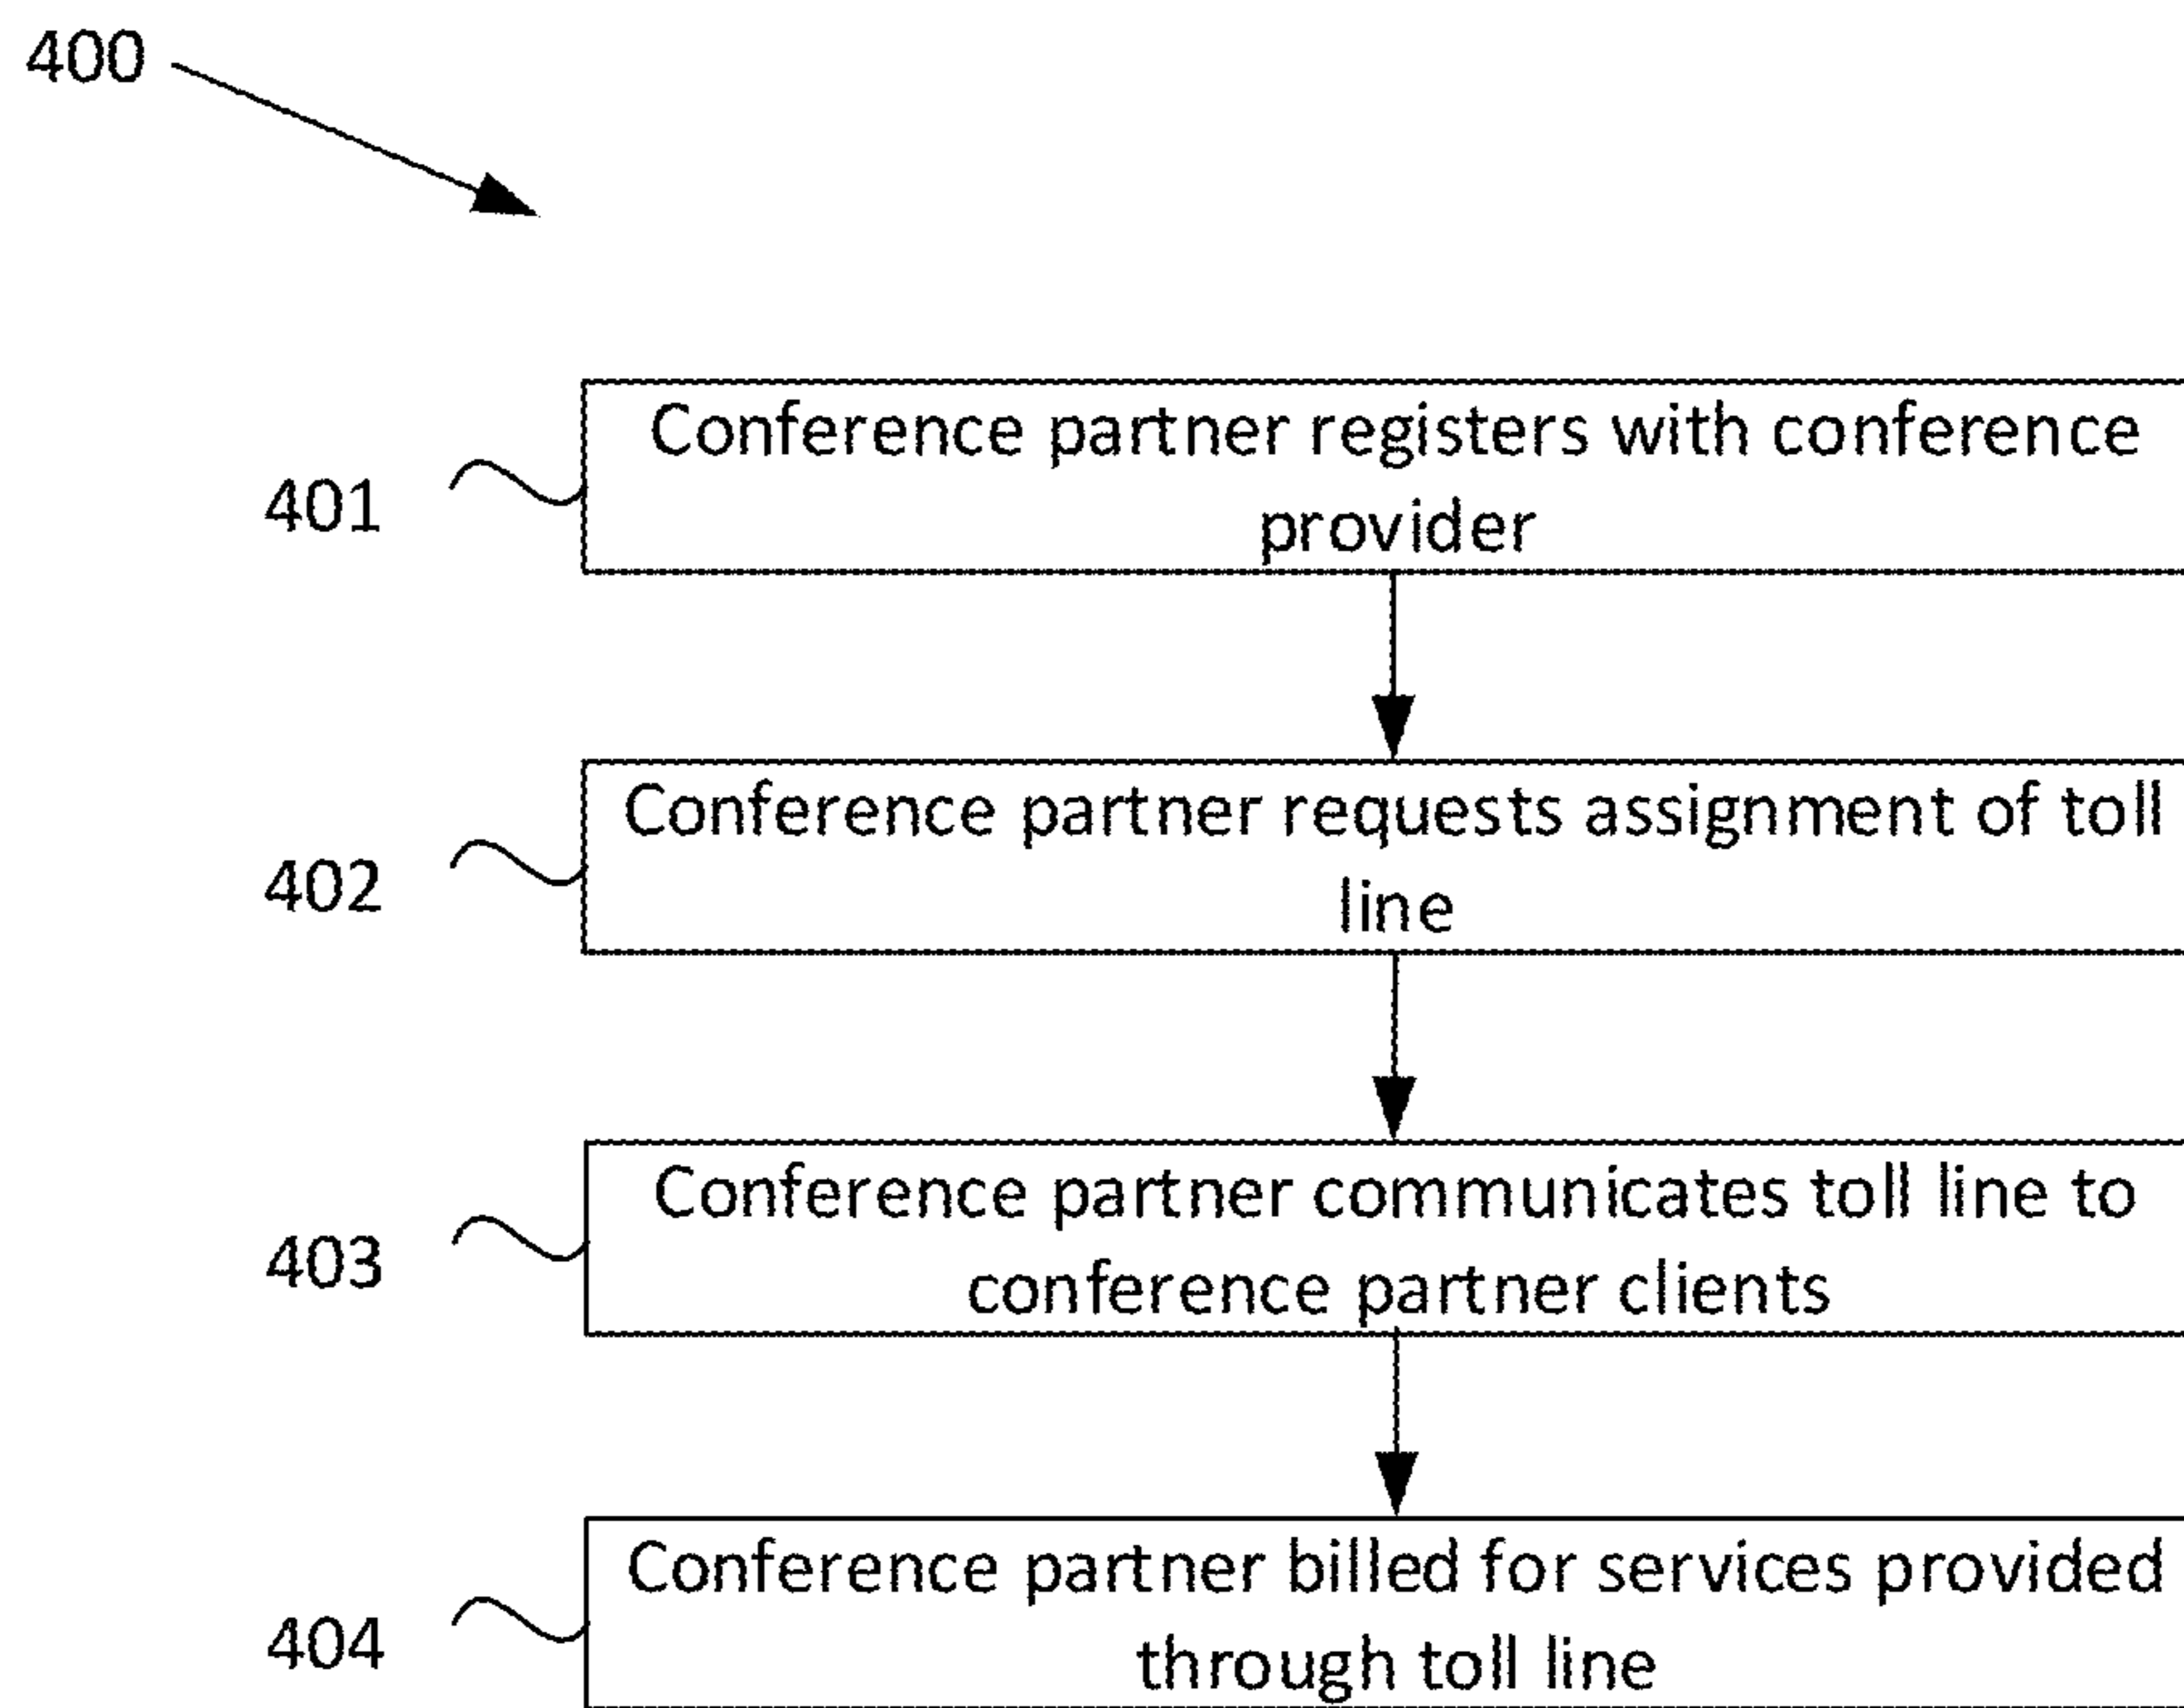 400
401
Conference partner registers with conference
provider
402
Conference partner requests assignment of toll
line
403
Conference partner communicates toll line to
conference partner clients
404
Conference partner billed for services provided
through toll line